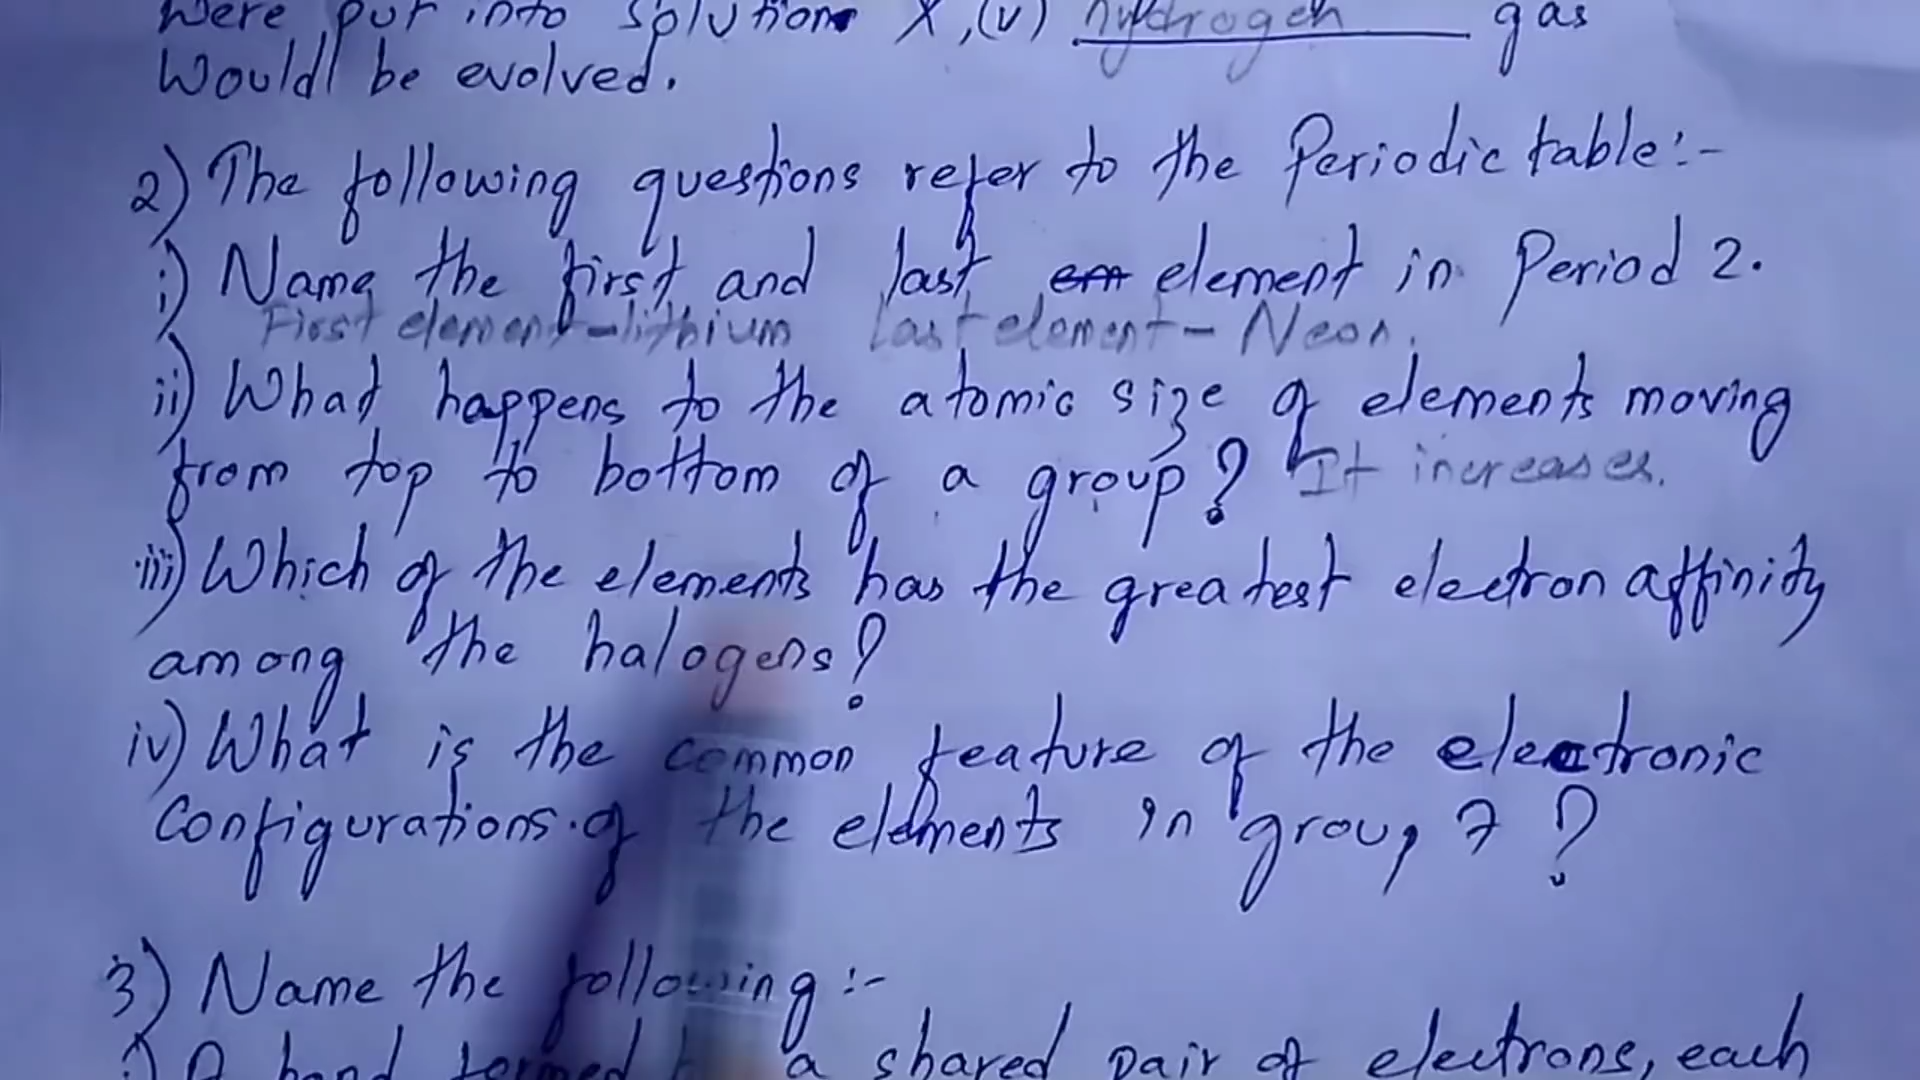 were put into solution X, (v) hydrogen gas
Would be evolved.
2) The following questions refer to the Periodic table:-
i) Name the first and last element in Period 2.
First element - lithium Last element - Neon.
ii) What happens to the atomic size of elements moving
from top to bottom of a group? It increases.
iii) Which of the elements has the greatest electron affinity
among the halogens?
iv) What is the common feature of the electronic
Configurations of the elements in group 7?
3) Name the following:-
i) A bond formed by a shared pair of electrons, each